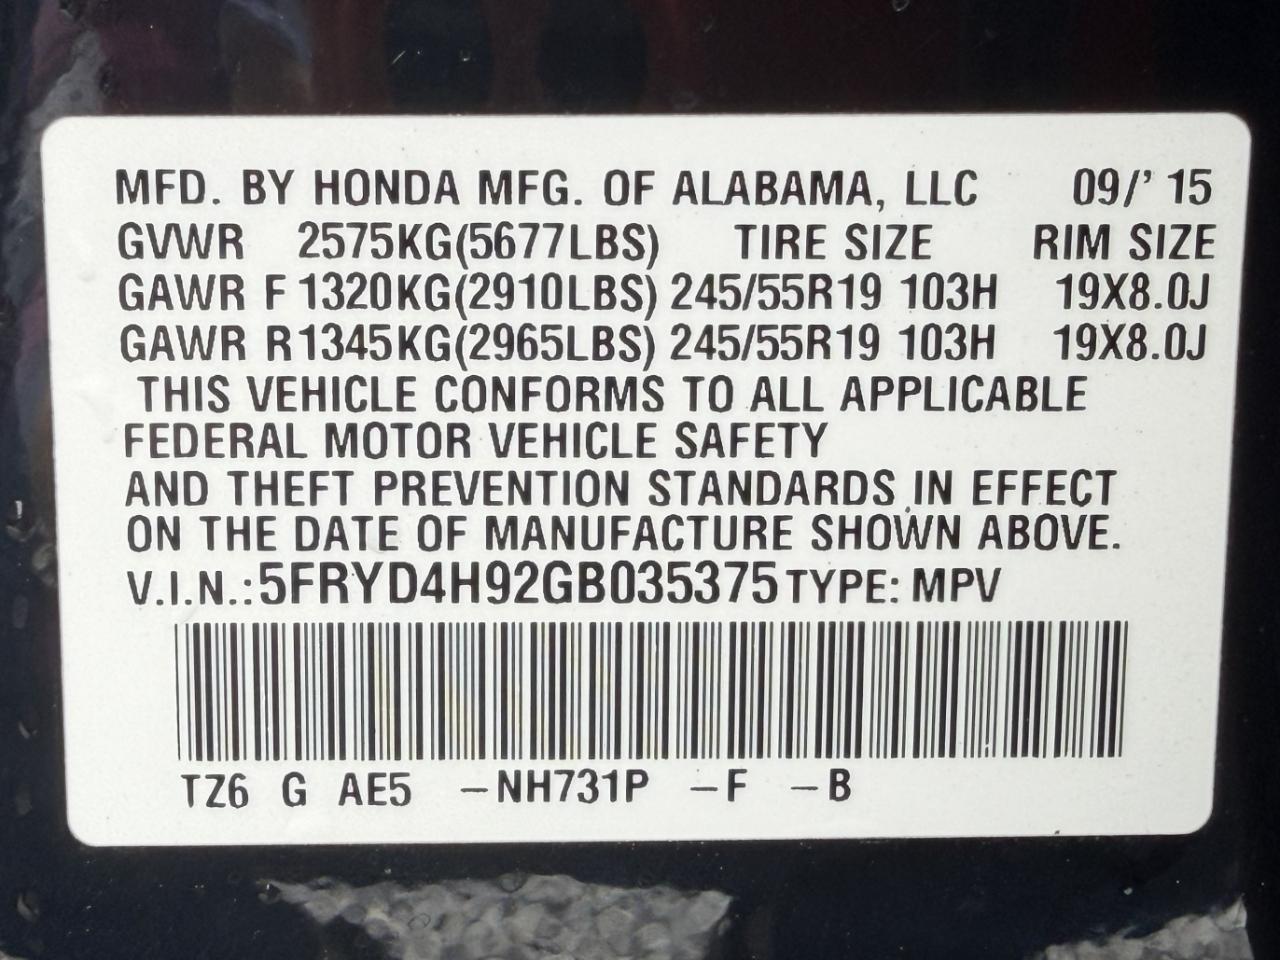 MFD. BY HONDA MFG. OF ALABAMA, LLC 09/' 15
GVWR 2575KG(5677LBS) TIRE SIZE RIM SIZE
GAWR F 1320KG(2910LBS) 245/55R19 103H 19X8.0J
GAWR R 1345KG(2965LBS) 245/55R19 103H 19X8.0J
THIS VEHICLE CONFORMS TO ALL APPLICABLE
FEDERAL MOTOR VEHICLE SAFETY
AND THEFT PREVENTION STANDARDS IN EFFECT
ON THE DATE OF MANUFACTURE SHOWN ABOVE.
V.I.N.: 5FRYD4H92GB035375 TYPE: MPV
TZ6 G AE5 –NH731P –F –B